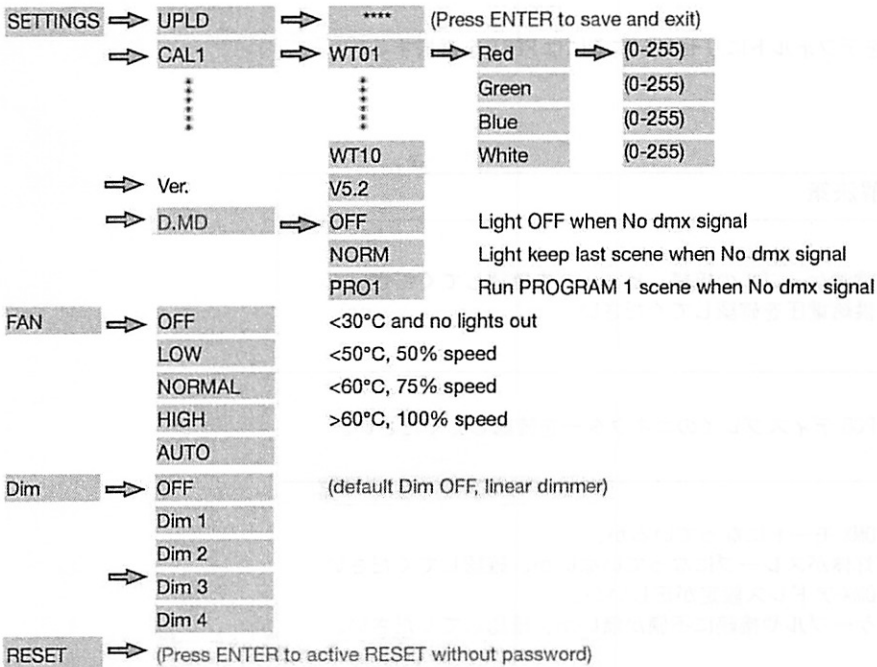 SETTINGS UPLD **** (Press ENTER to save and exit)
CAL1 WT01 Red (0-255)
Green (0-255)
Blue (0-255)
WT10 White (0-255)
Ver. V5.2
D.MD OFF Light OFF when No dmx signal
NORM Light keep last scene when No dmx signal
PRO1 Run PROGRAM 1 scene when No dmx signal
FAN OFF <30°C and no lights out
LOW <50°C, 50% speed
NORMAL <60°C, 75% speed
HIGH >60°C, 100% speed
AUTO
Dim OFF (default Dim OFF, linear dimmer)
Dim 1
Dim 2
Dim 3
Dim 4
RESET (Press ENTER to active RESET without password)